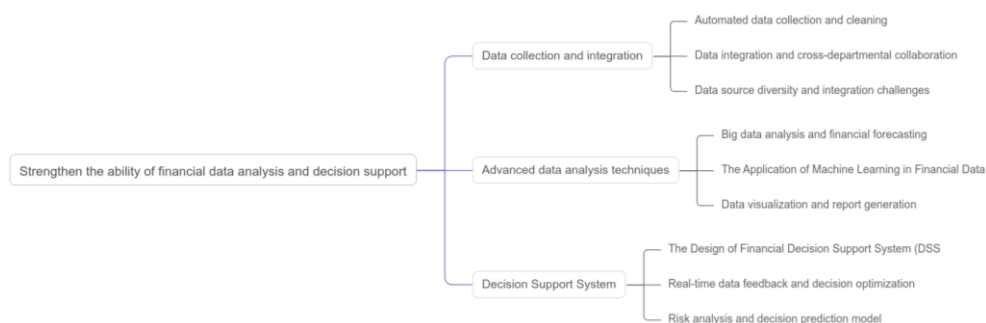 Strengthen the ability of financial data analysis and decision support
Data collection and integration
Automated data collection and cleaning
Data integration and cross-departmental collaboration
Data source diversity and integration challenges
Advanced data analysis techniques
Big data analysis and financial forecasting
The Application of Machine Learning in Financial Data
Data visualization and report generation
Decision Support System
The Design of Financial Decision Support System (DSS
Real-time data feedback and decision optimization
Risk analysis and decision prediction model